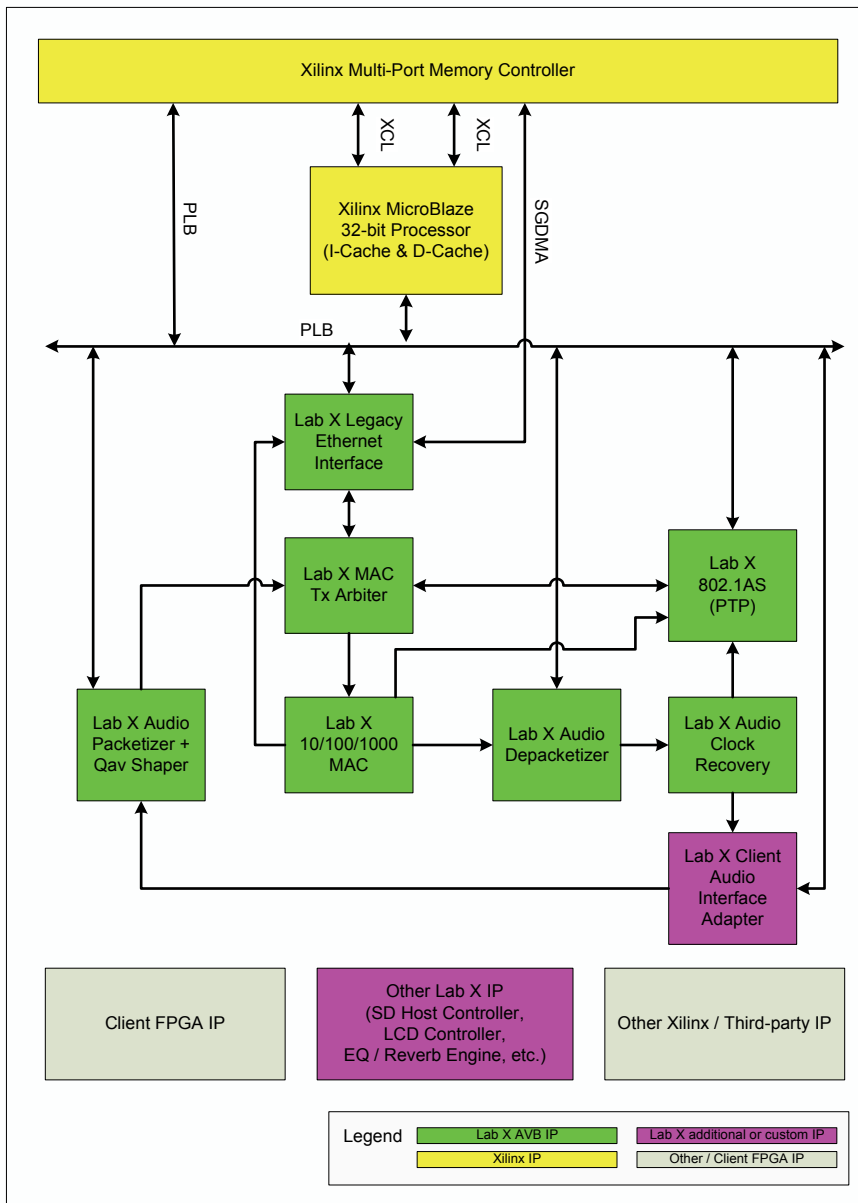 Xilinx Multi-Port Memory Controller
XCL
XCL
PLB
SGDMA
Xilinx MicroBlaze
32-bit Processor
(I-Cache & D-Cache)
PLB
Lab X Legacy
Ethernet
Interface
Lab X MAC
Tx Arbiter
Lab X
802.1AS
(PTP)
Lab X Audio
Packetizer +
Qav Shaper
Lab X
10/100/1000
MAC
Lab X Audio
Depacketizer
Lab X Audio
Clock
Recovery
Lab X Client
Audio
Interface
Adapter
Client FPGA IP
Other Lab X IP
(SD Host Controller,
LCD Controller,
EQ / Reverb Engine, etc.)
Other Xilinx / Third-party IP
Legend
Lab X AVB IP
Lab X additional or custom IP
Xilinx IP
Other / Client FPGA IP